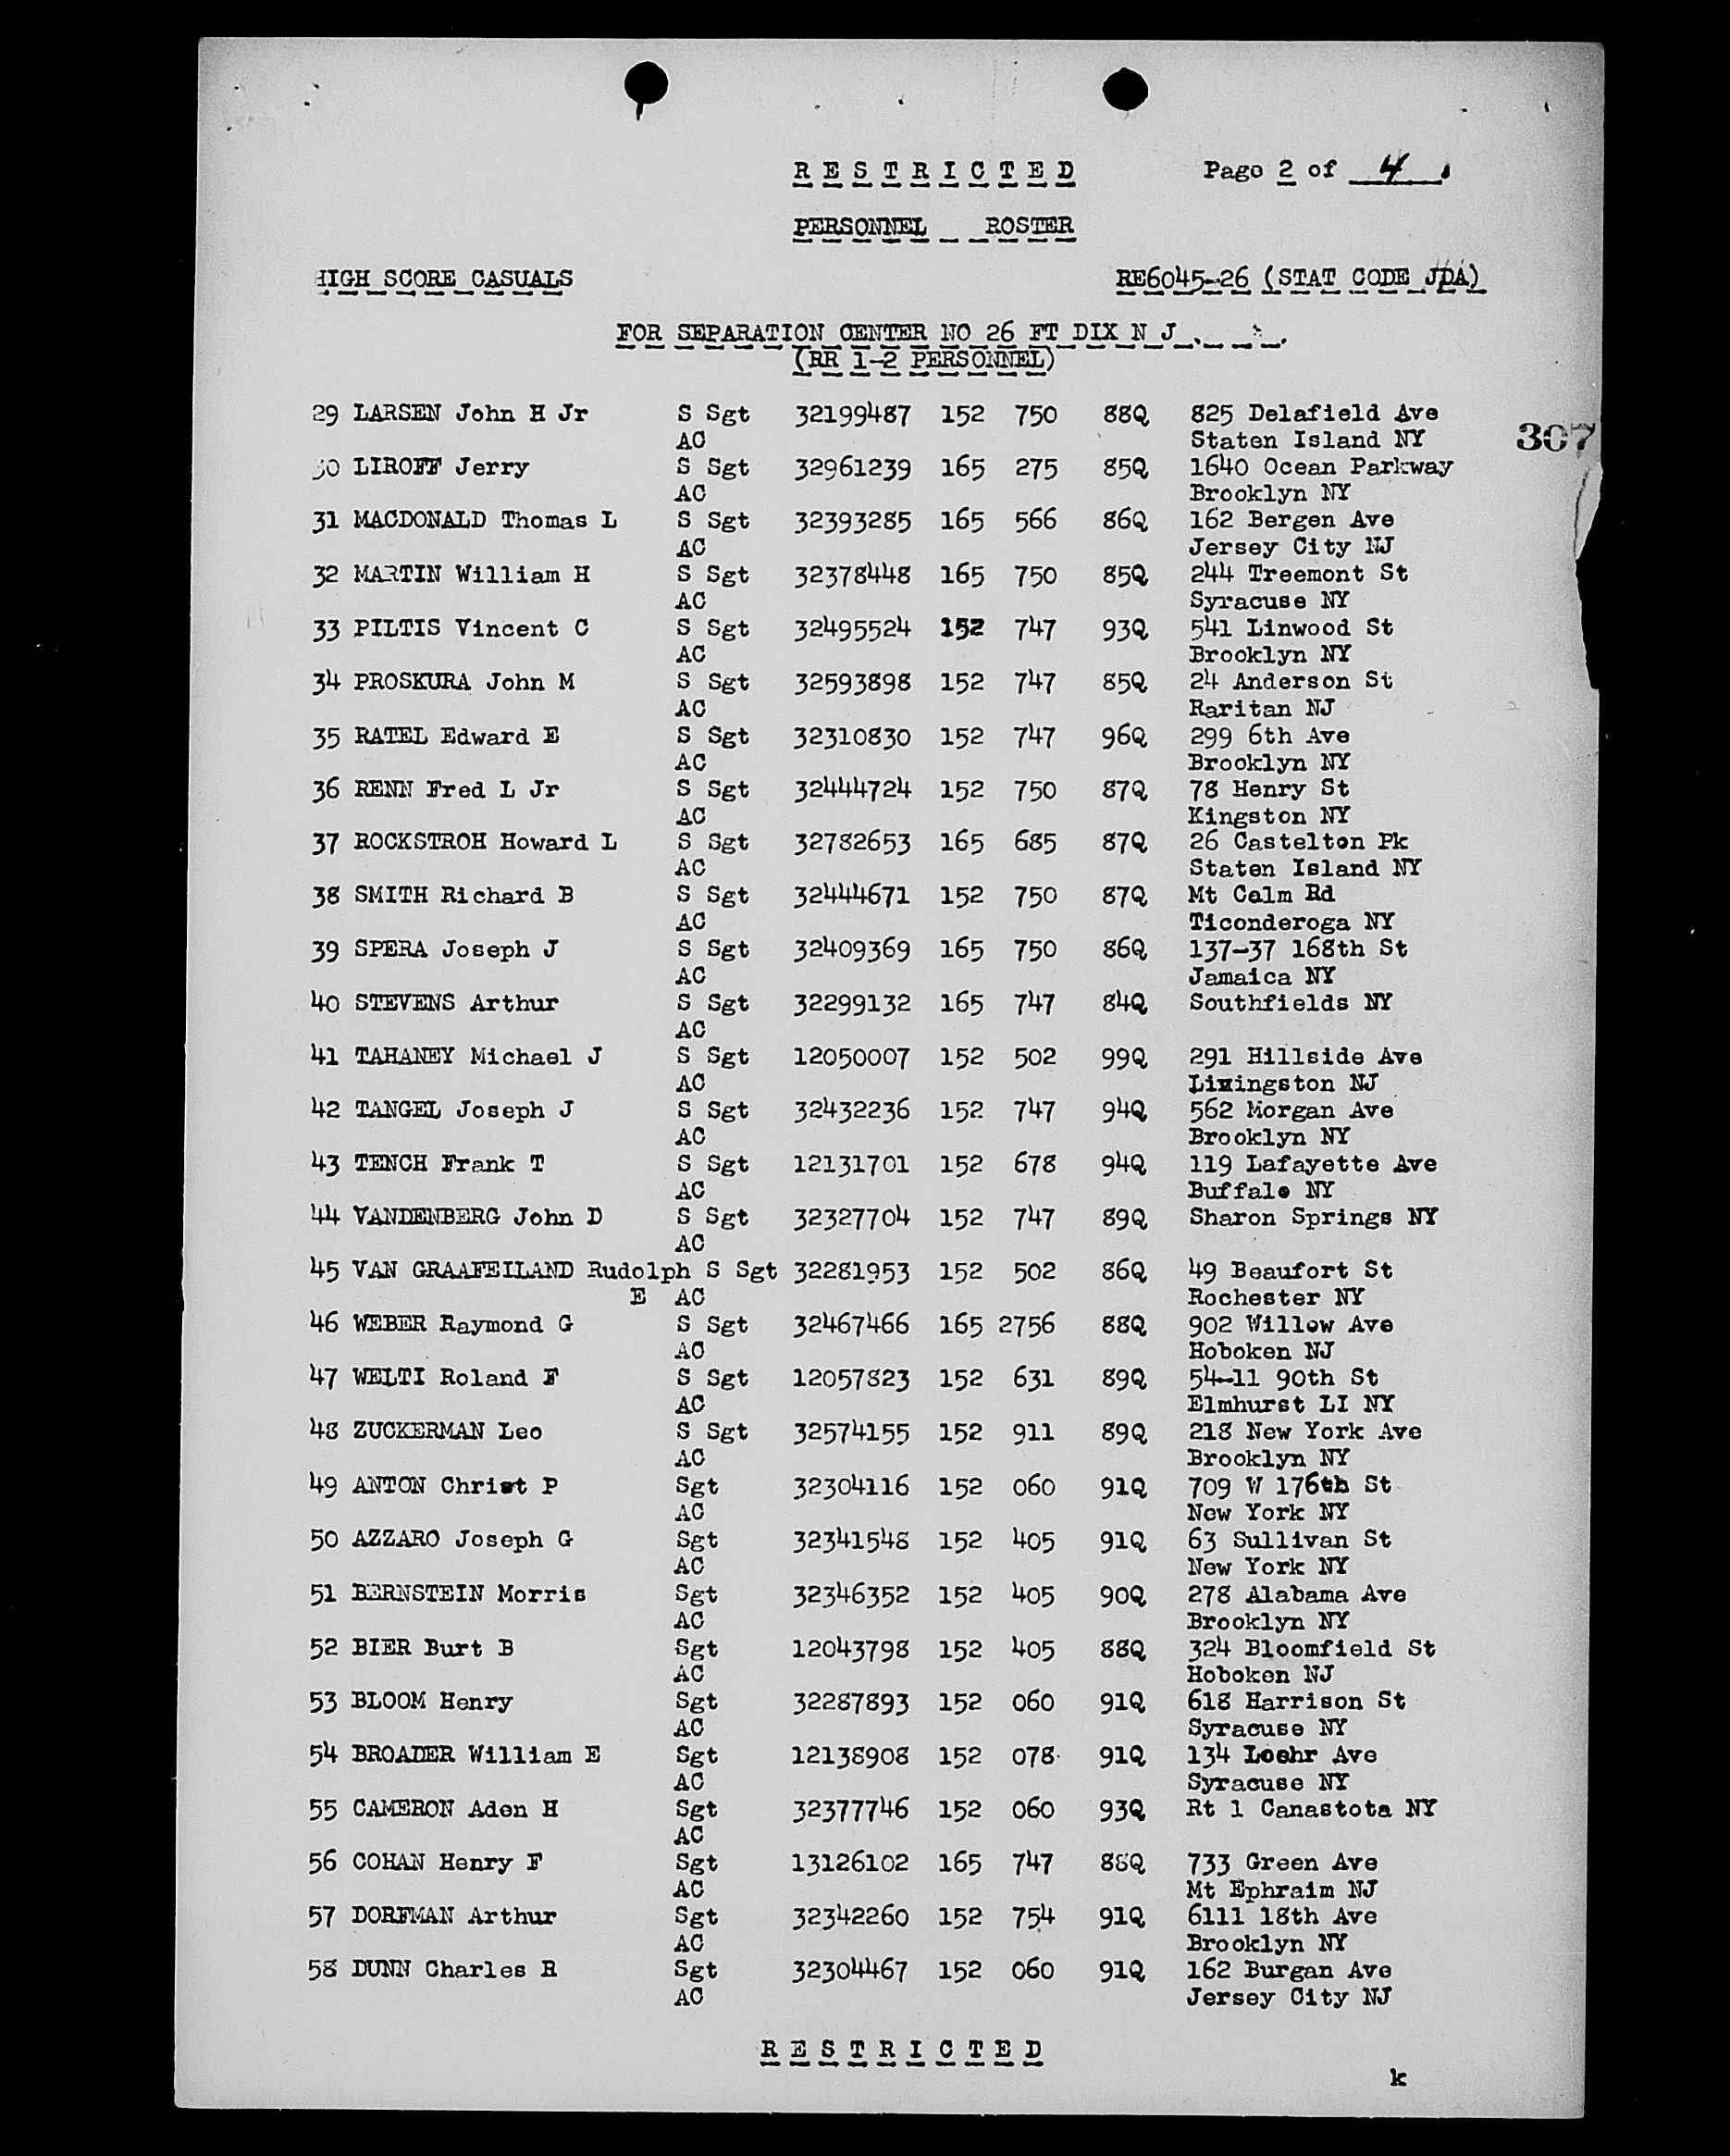 RESTRICTED Page 2 of 4
PERSONNEL ROSTER
HIGH SCORE CASUALS RE6045-26 (STAT CODE JDA)
FOR SEPARATION CENTER NO 26 FT DIX N J.
(RR 1-2 PERSONNEL)
29 LARSEN John H Jr S Sgt 32199487 152 750 88Q 825 Delafield Ave
AC Staten Island NY
307
30 LIROFF Jerry S Sgt 32961239 165 275 85Q 1640 Ocean Parkway
AC Brooklyn NY
31 MACDONALD Thomas L S Sgt 32393285 165 566 86Q 162 Bergen Ave
AC Jersey City NJ
32 MARTIN William H S Sgt 32378448 165 750 85Q 244 Treemont St
AC Syracuse NY
33 PILTIS Vincent C S Sgt 32495524 152 747 93Q 541 Linwood St
AC Brooklyn NY
34 PROSKURA John M S Sgt 32593898 152 747 85Q 24 Anderson St
AC Raritan NJ
35 RATEL Edward E S Sgt 32310830 152 747 96Q 299 6th Ave
AC Brooklyn NY
36 RENN Fred L Jr S Sgt 32444724 152 750 87Q 78 Henry St
AC Kingston NY
37 ROCKSTROH Howard L S Sgt 32782653 165 685 87Q 26 Castelton Pk
AC Staten Island NY
38 SMITH Richard B S Sgt 32444671 152 750 87Q Mt Calm Rd
AC Ticonderoga NY
39 SPERA Joseph J S Sgt 32409369 165 750 86Q 137-37 168th St
AC Jamaica NY
40 STEVENS Arthur S Sgt 32299132 165 747 84Q Southfields NY
AC
41 TAHANEY Michael J S Sgt 12050007 152 502 99Q 291 Hillside Ave
AC Livingston NJ
42 TANGEL Joseph J S Sgt 32432236 152 747 94Q 562 Morgan Ave
AC Brooklyn NY
43 TENCH Frank T S Sgt 12131701 152 678 94Q 119 Lafayette Ave
AC Buffalo NY
44 VANDENBERG John D S Sgt 32327704 152 747 89Q Sharon Springs NY
AC
45 VAN GRAAFEILAND Rudolph S Sgt 32281953 152 502 86Q 49 Beaufort St
E AC Rochester NY
46 WEBER Raymond G S Sgt 32467466 165 2756 88Q 902 Willow Ave
AC Hoboken NJ
47 WELTI Roland F S Sgt 12057823 152 631 89Q 54-11 90th St
AC Elmhurst LI NY
48 ZUCKERMAN Leo S Sgt 32574155 152 911 89Q 218 New York Ave
AC Brooklyn NY
49 ANTON Christ P Sgt 32304116 152 060 91Q 709 W 176th St
AC New York NY
50 AZZARO Joseph G Sgt 32341548 152 405 91Q 63 Sullivan St
AC New York NY
51 BERNSTEIN Morris Sgt 32346352 152 405 90Q 278 Alabama Ave
AC Brooklyn NY
52 BIER Burt B Sgt 12043798 152 405 88Q 324 Bloomfield St
AC Hoboken NJ
53 BLOOM Henry Sgt 32287893 152 060 91Q 618 Harrison St
AC Syracuse NY
54 BROADER William E Sgt 12138908 152 078 91Q 134 Loehr Ave
AC Syracuse NY
55 CAMERON Aden H Sgt 32377746 152 060 93Q Rt 1 Canastota NY
AC
56 COHAN Henry F Sgt 13126102 165 747 88Q 733 Green Ave
AC Mt Ephraim NJ
57 DORFMAN Arthur Sgt 32342260 152 754 91Q 6111 18th Ave
AC Brooklyn NY
58 DUNN Charles R Sgt 32304467 152 060 91Q 162 Burgan Ave
AC Jersey City NJ
RESTRICTED
k